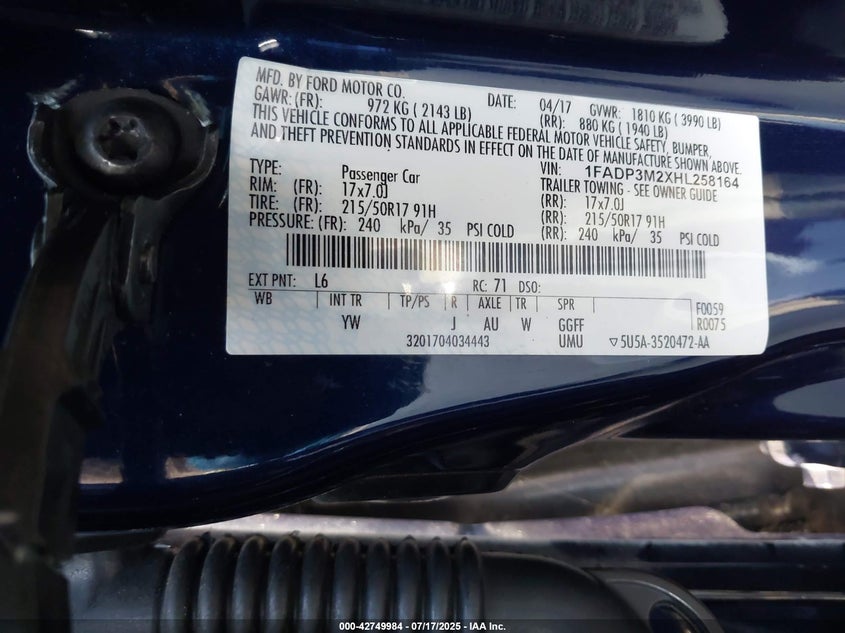 MFD. BY FORD MOTOR CO.
DATE: 04/17 GVWR: 1810 KG ( 3990 LB)
GAWR: (FR): 972 KG ( 2143 LB) (RR): 880 KG ( 1940 LB)
THIS VEHICLE CONFORMS TO ALL APPLICABLE FEDERAL MOTOR VEHICLE SAFETY, BUMPER,
AND THEFT PREVENTION STANDARDS IN EFFECT ON THE DATE OF MANUFACTURE SHOWN ABOVE.
VIN: 1FADP3M2XHL258164
TYPE: Passenger Car TRAILER TOWING - SEE OWNER GUIDE
RIM: (FR): 17x7.0J (RR): 17x7.0J
TIRE: (FR): 215/50R17 91H (RR): 215/50R17 91H
PRESSURE: (FR): 240 kPa/ 35 PSI COLD (RR): 240 kPa/ 35 PSI COLD
EXT PNT: L6 RC: 71 DSO:
WB INT TR TP/PS R AXLE TR SPR F0059
YW J AU W GGFF R0075
3201704034443 UMU ▽5U5A-3520472-AA
000-42749984 - 07/17/2025 - IAA Inc.